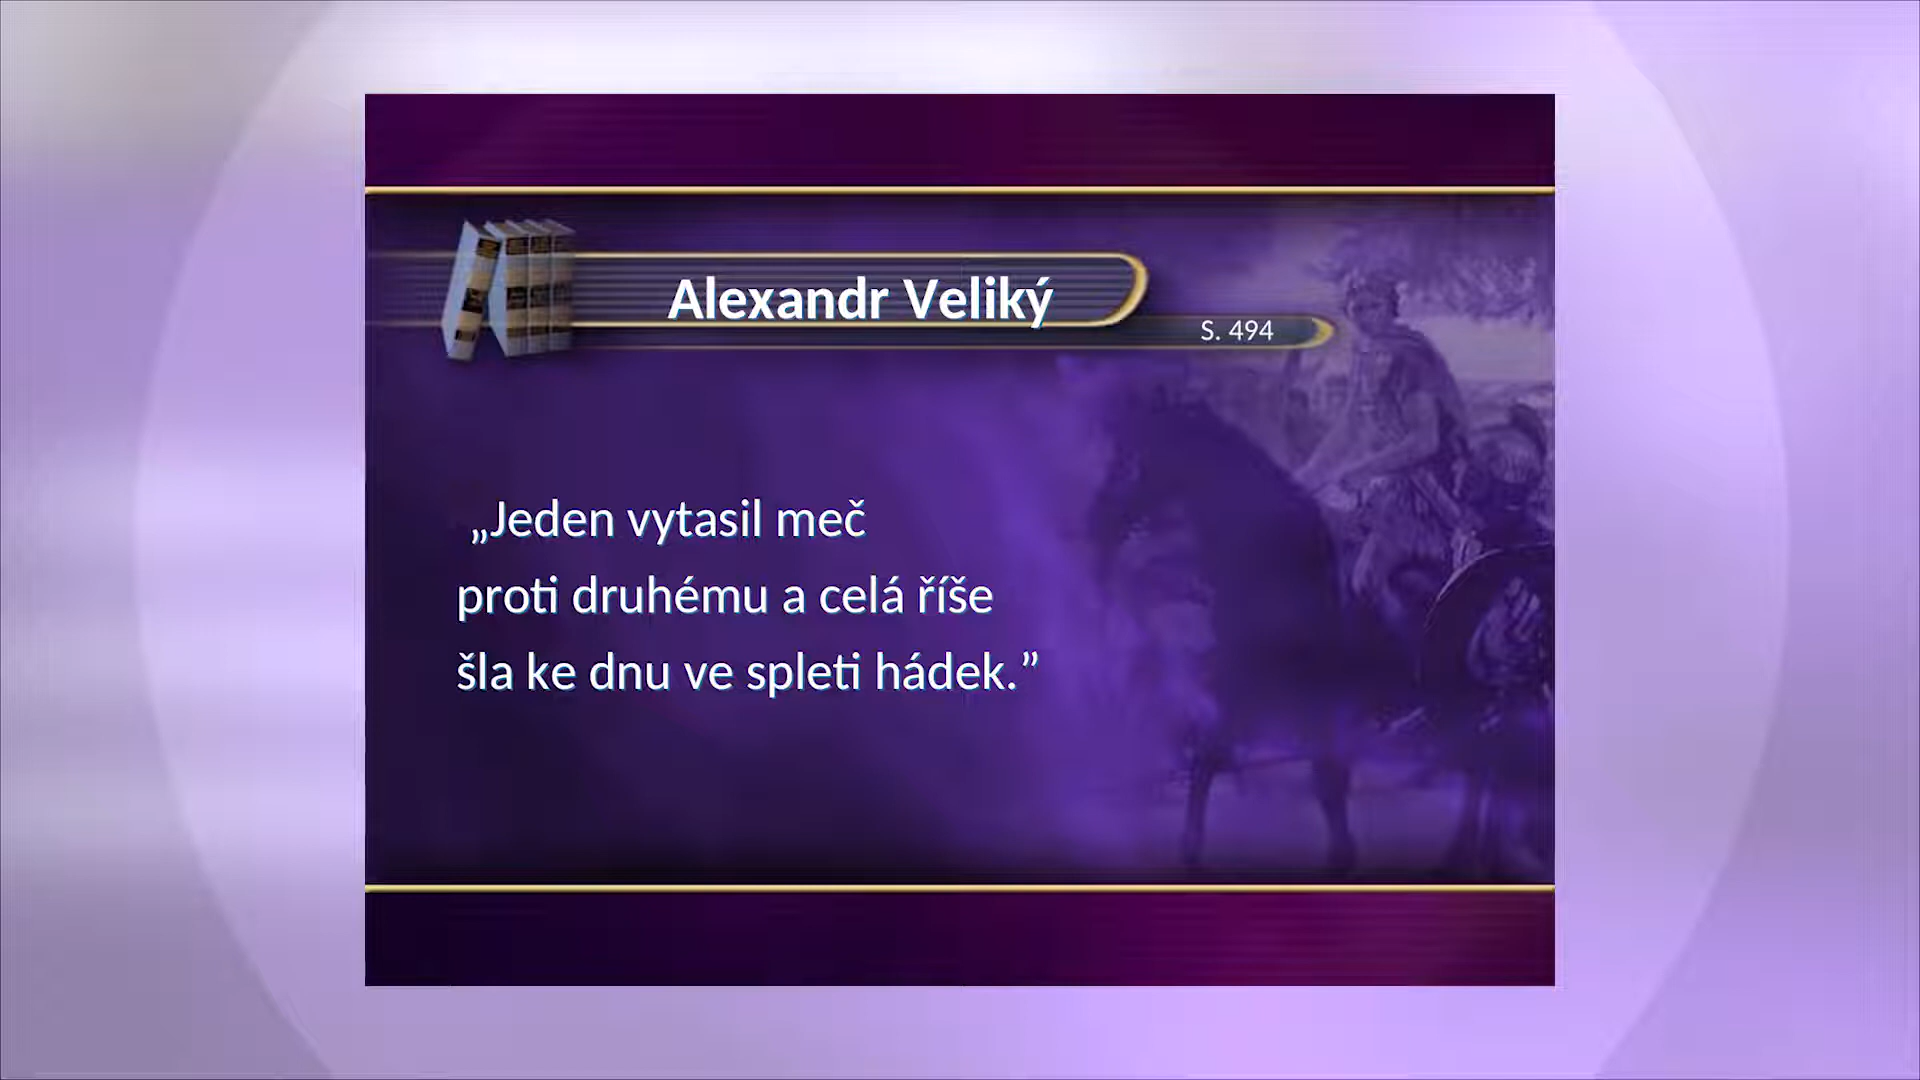 Alexandr Veliký
S. 494
„Jeden vytasil meč
proti druhému a celá říše
šla ke dnu ve spleti hádek.”